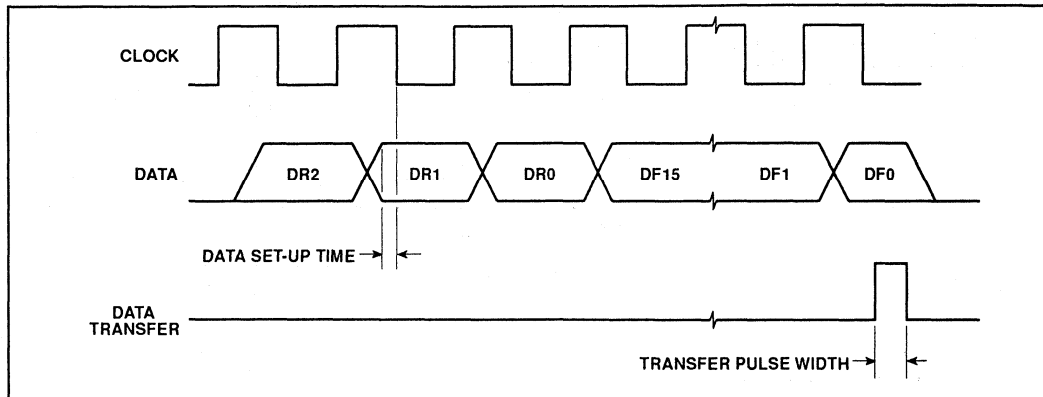 CLOCK
DATA
DR2 DR1 DR0 DF15 DF1 DF0
DATA SET-UP TIME
DATA
TRANSFER
TRANSFER PULSE WIDTH